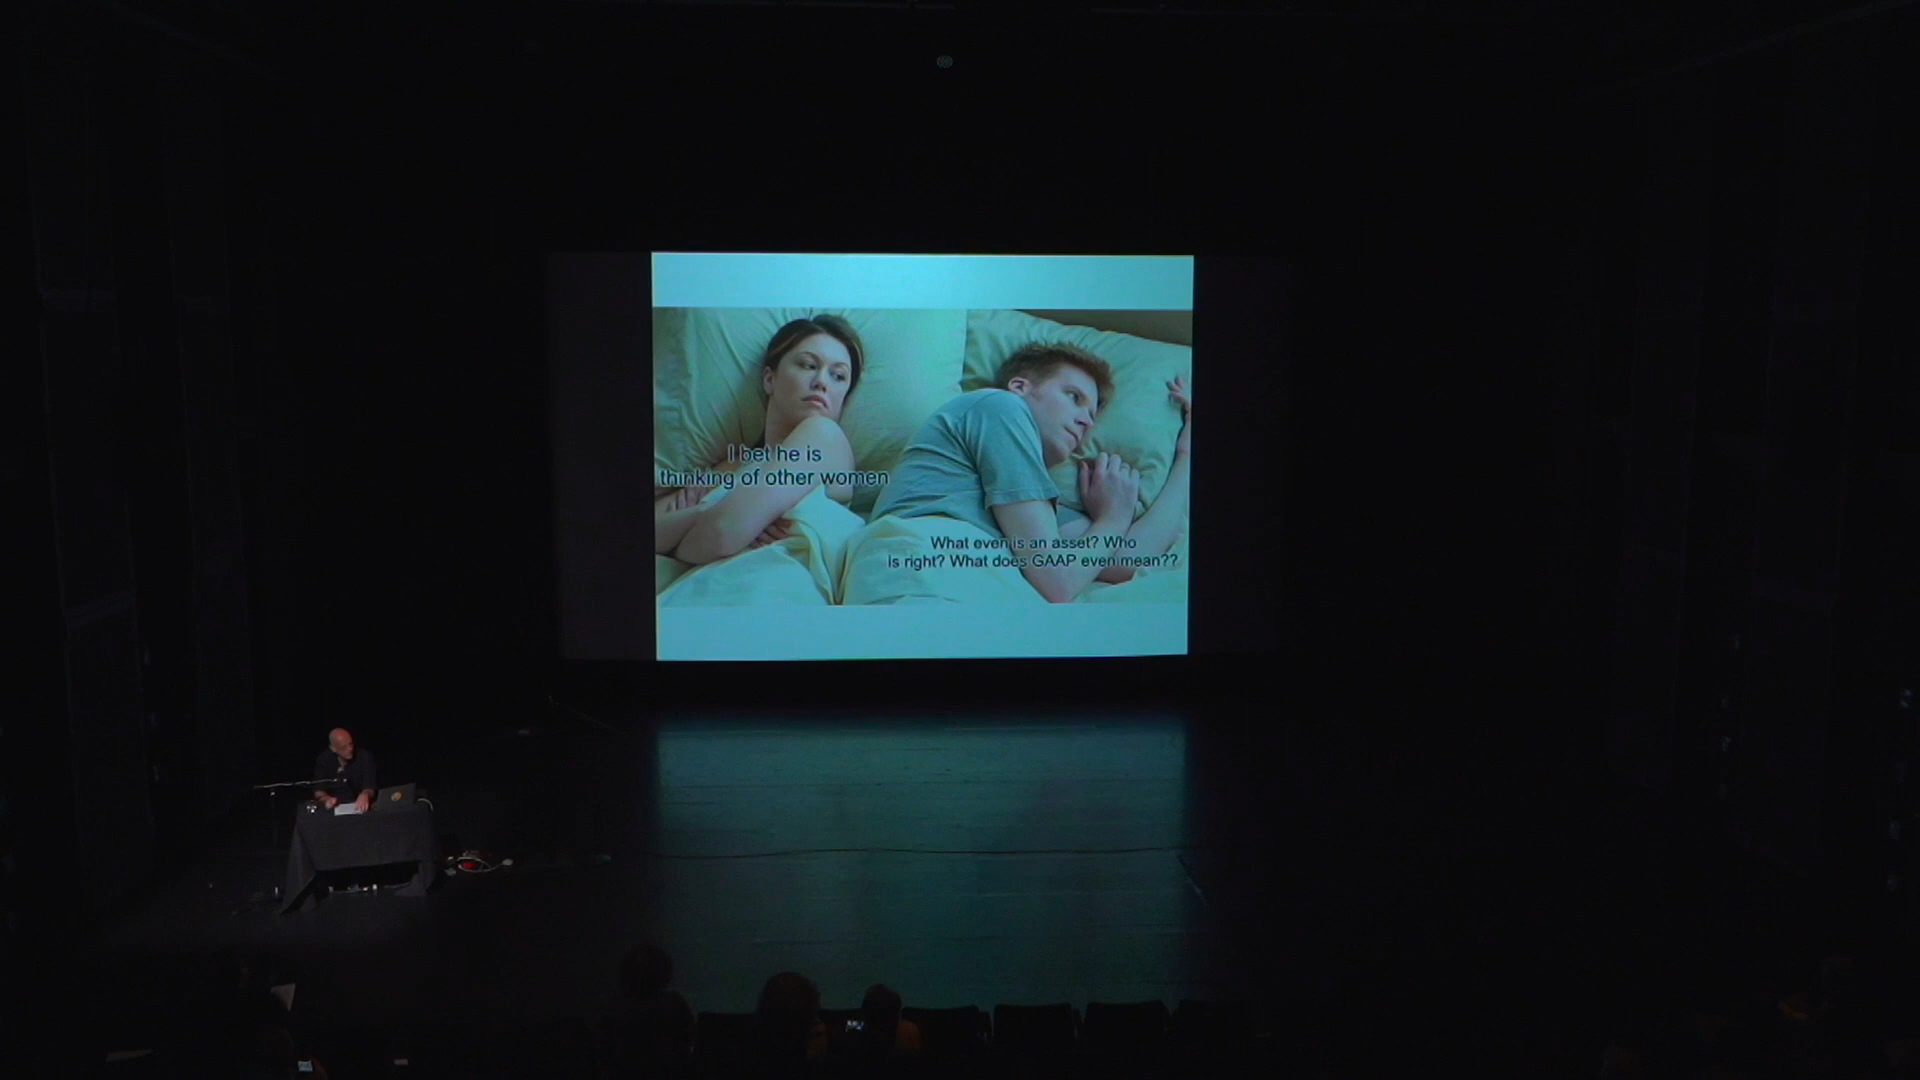 I bet he is
thinking of other women
What even is an asset? Who
is right? What does GAAP even mean??